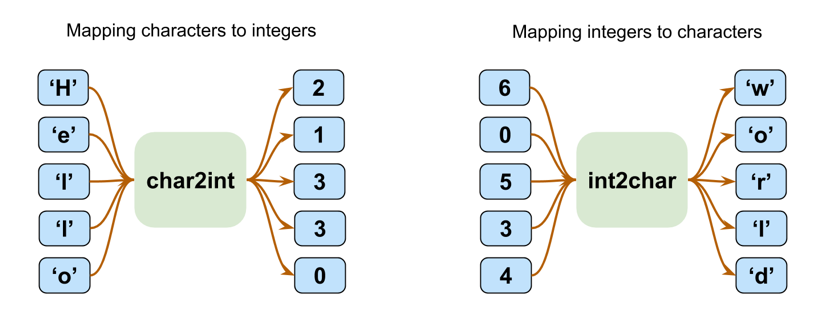 Mapping characters to integers
Mapping integers to characters
‘H’
2
‘e’
1
‘l’
char2int
3
‘l’
3
‘o’
0
6
‘w’
0
‘o’
5
int2char
‘r’
3
‘l’
4
‘d’